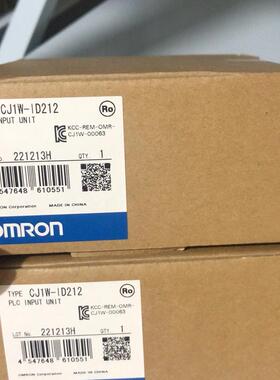 CJ1W-ID212
INPUT UNIT
Ro
KCC-REM-OMR-
CJ1W-00063
221213H
QTY
1
547648 610551
OMRON Corporation MADE IN CHINA
OMRON
TYPE CJ1W-ID212
PLC INPUT UNIT
Ro
KCC-REM-OMR-
CJ1W-00063
LOT No. 221213H
QTY 1
4 547648 610551
OMRON Corporation MADE IN CHINA